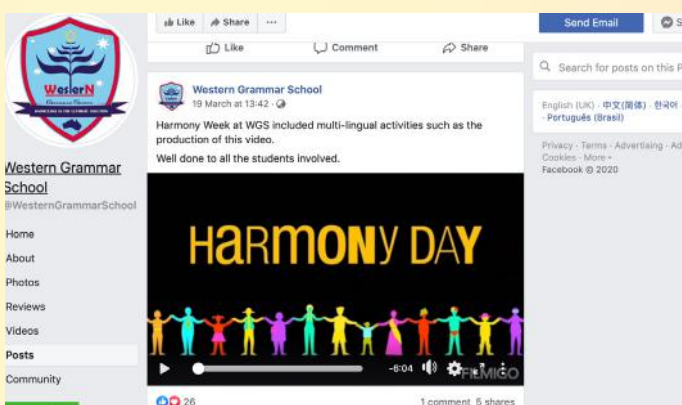 Like Share ...
Send Email
Like Comment Share
Search for posts on this P
WesterN
Western Grammar School
19 March at 13:42
English (UK) · 中文(简体) · 한국어 ·
Português (Brasil)
Harmony Week at WGS included multi-lingual activities such as the
production of this video.
Well done to all the students involved.
Privacy · Terms · Advertising · Ad
Cookies · More
Facebook © 2020
Western Grammar
School
@WesternGrammarSchool
Home
About
Photos
Reviews
Videos
Posts
Community
HaRmONy DAY
-6:04
FILMIGO
26
1 comment 5 shares